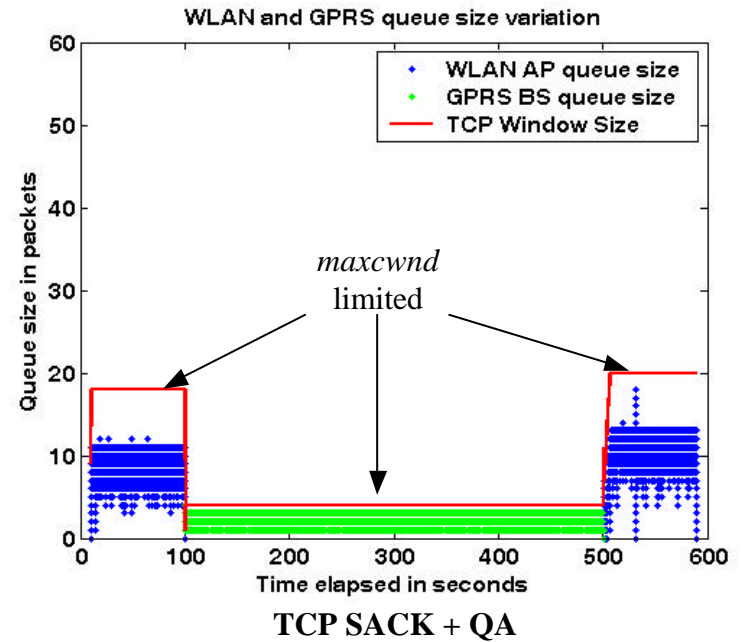 WLAN and GPRS queue size variation
60
50
40
30
20
10
0
Queue size in packets
WLAN AP queue size
GPRS BS queue size
TCP Window Size
maxcwnd
limited
0 100 200 300 400 500 600
Time elapsed in seconds
TCP SACK + QA